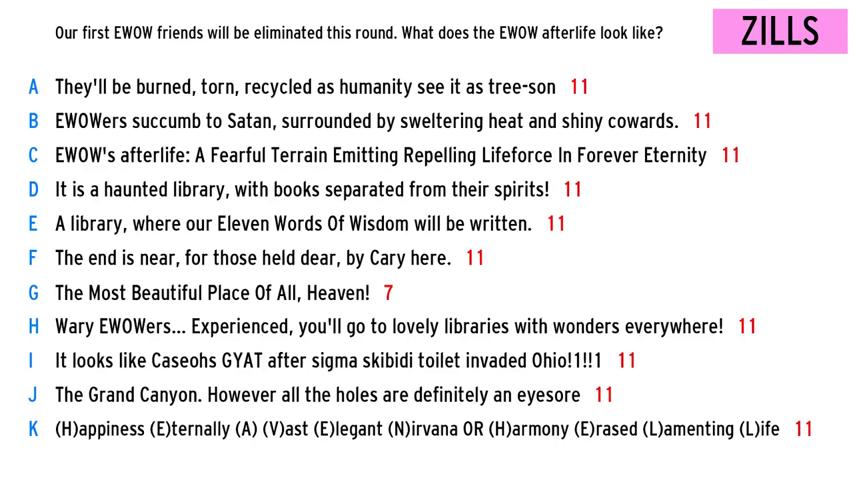 Our first EWOW friends will be eliminated this round. What does the EWOW afterlife look like?
ZILLS
A They'll be burned, torn, recycled as humanity see it as tree-son 11
B EWOWers succumb to Satan, surrounded by sweltering heat and shiny cowards. 11
C EWOW's afterlife: A Fearful Terrain Emitting Repelling Lifeforce In Forever Eternity 11
D It is a haunted library, with books separated from their spirits! 11
E A library, where our Eleven Words Of Wisdom will be written. 11
F The end is near, for those held dear, by Cary here. 11
G The Most Beautiful Place Of All, Heaven! 7
H Wary EWOWers... Experienced, you'll go to lovely libraries with wonders everywhere! 11
I It looks like Caseohs GYAT after sigma skibidi toilet invaded Ohio!1!!1 11
J The Grand Canyon. However all the holes are definitely an eyesore 11
K (H)appiness (E)ternally (A) (V)ast (E)legant (N)irvana OR (H)armony (E)rased (L)amenting (L)ife 11